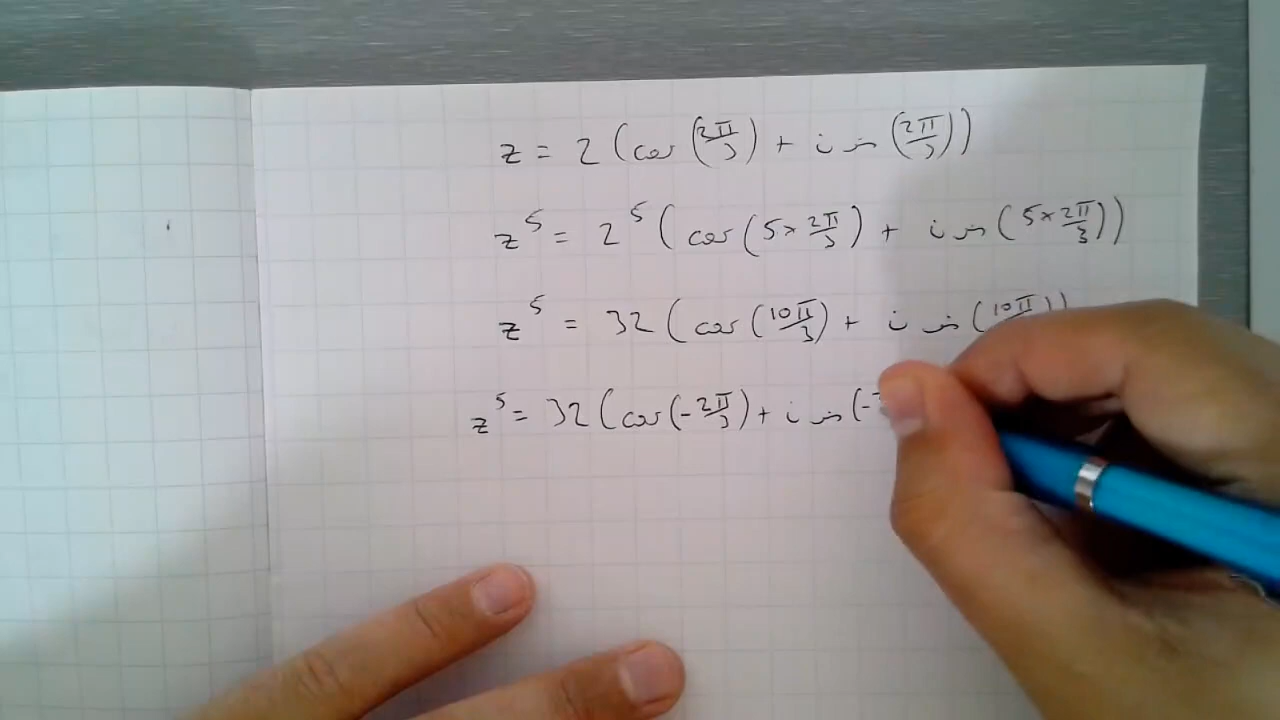 z = 2 (cos (2π/3) + i sin (2π/3))
z^5 = 2^5 (cos (5 × 2π/3) + i sin (5 × 2π/3))
z^5 = 32 (cos (10π/3) + i sin (10π
z^5 = 32 (cos (-2π/3) + i sin (-